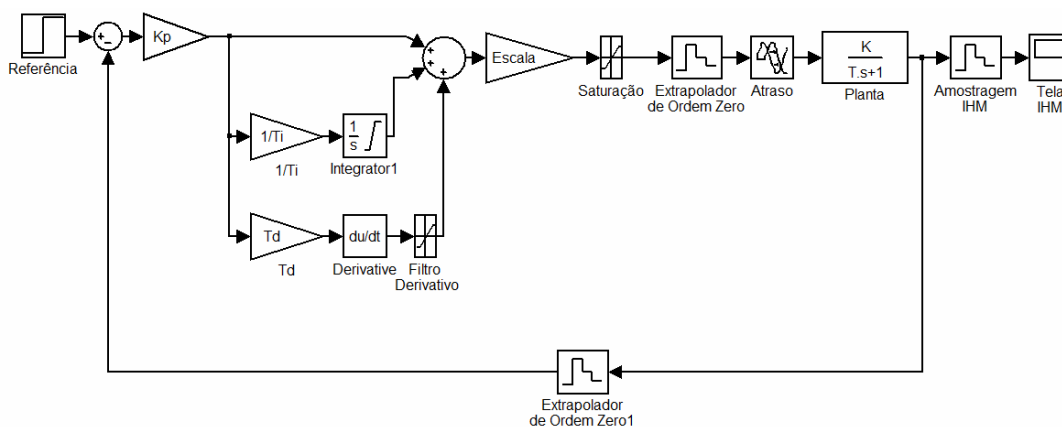 Referência
Kp
Escala
Saturação
Extrapolador
de Ordem Zero
Atraso
K
T.s+1
Planta
Amostragem
IHM
Tela
IHM
1/Ti
1/Ti
1
s
Integrator1
Td
Td
du/dt
Derivative
Filtro
Derivativo
Extrapolador
de Ordem Zero1